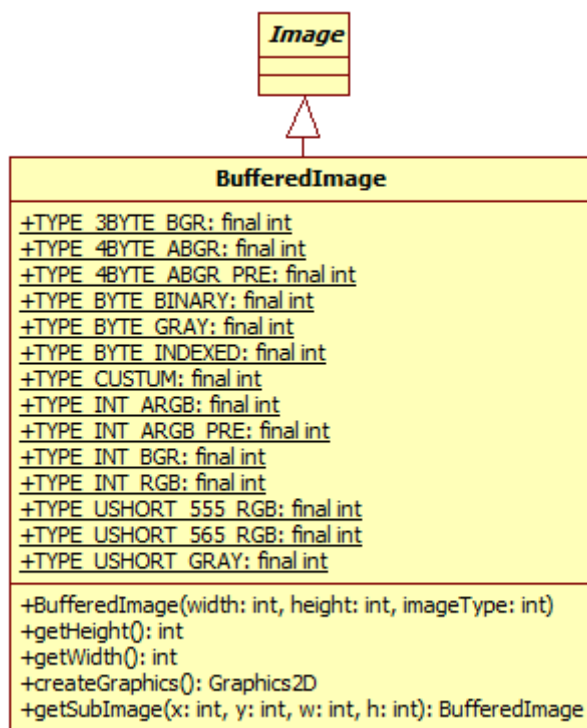 Image
BufferedImage
+TYPE_3BYTE_BGR: final int
+TYPE_4BYTE_ABGR: final int
+TYPE_4BYTE_ABGR_PRE: final int
+TYPE_BYTE_BINARY: final int
+TYPE_BYTE_GRAY: final int
+TYPE_BYTE_INDEXED: final int
+TYPE_CUSTUM: final int
+TYPE_INT_ARGB: final int
+TYPE_INT_ARGB_PRE: final int
+TYPE_INT_BGR: final int
+TYPE_INT_RGB: final int
+TYPE_USHORT_555_RGB: final int
+TYPE_USHORT_565_RGB: final int
+TYPE_USHORT_GRAY: final int
+BufferedImage(width: int, height: int, imageType: int)
+getHeight(): int
+getWidth(): int
+createGraphics(): Graphics2D
+getSubImage(x: int, y: int, w: int, h: int): BufferedImage